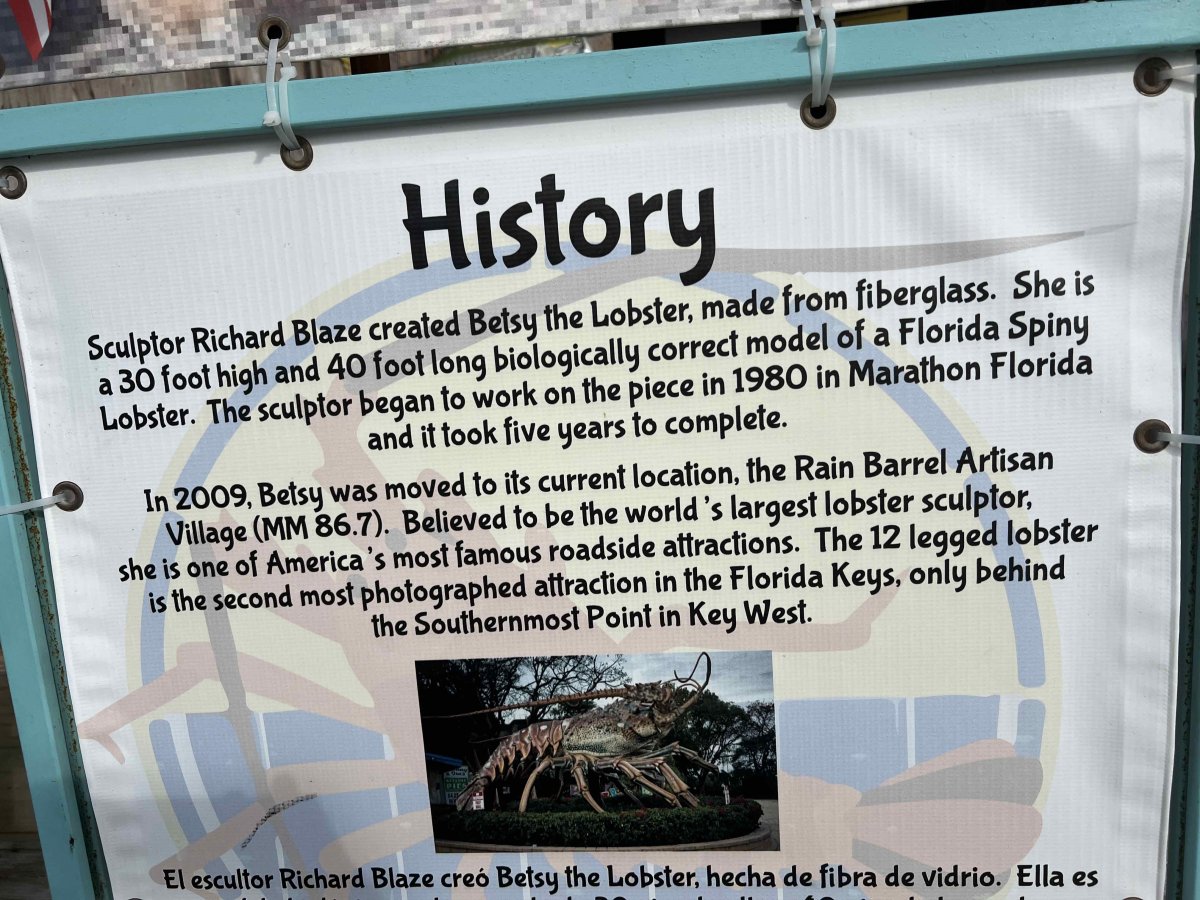 History
Sculptor Richard Blaze created Betsy the Lobster, made from fiberglass. She is
a 30 foot high and 40 foot long biologically correct model of a Florida Spiny
Lobster. The sculptor began to work on the piece in 1980 in Marathon Florida
and it took five years to complete.
In 2009, Betsy was moved to its current location, the Rain Barrel Artisan
Village (MM 86.7). Believed to be the world's largest lobster sculptor,
she is one of America's most famous roadside attractions. The 12 legged lobster
is the second most photographed attraction in the Florida Keys, only behind
the Southernmost Point in Key West.
El escultor Richard Blaze creó Betsy the Lobster, hecha de fibra de vidrio. Ella es